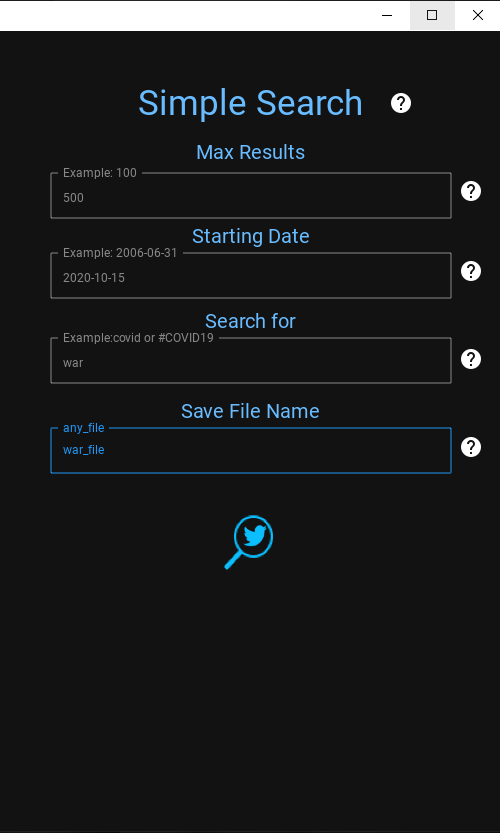 Simple Search
Max Results
Example: 100
500
Starting Date
Example: 2006-06-31
2020-10-15
Search for
Example:covid or #COVID19
war
Save File Name
any_file
war_file